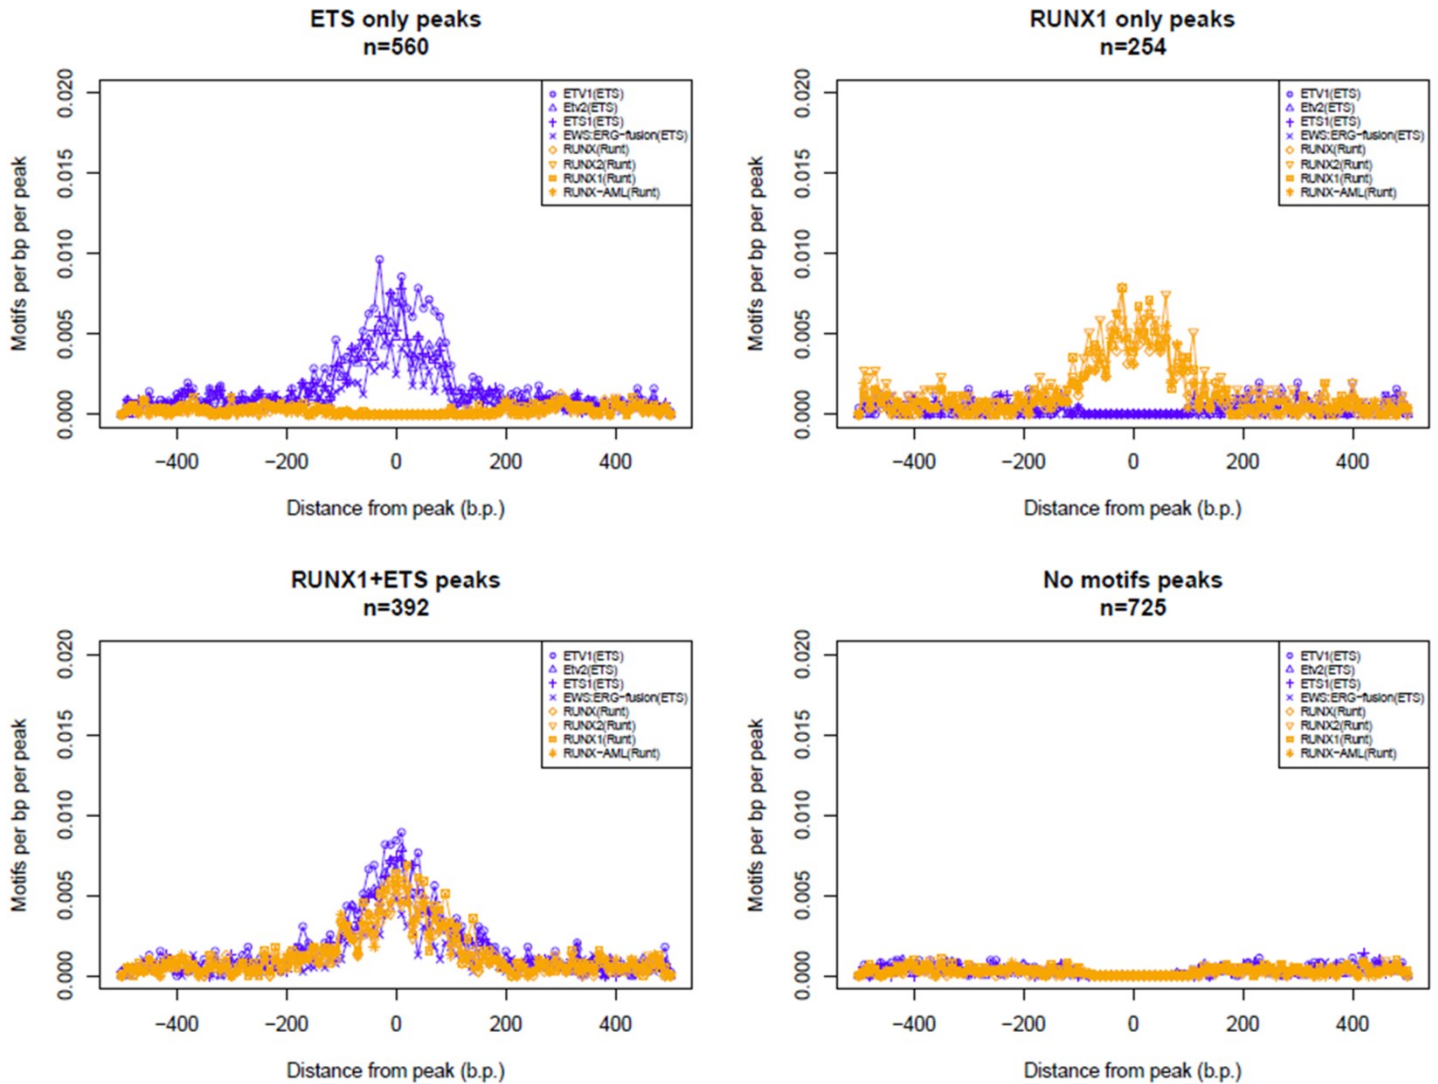 ETS only peaks
n=560
Motifs per bp per peak
0.020
0.015
0.010
0.005
0.000
ETV1(ETS)
Etv2(ETS)
ETS1(ETS)
EWS:ERG-fusion(ETS)
RUNX(Runt)
RUNX2(Runt)
RUNX1(Runt)
RUNX-AML(Runt)
−400 −200 0 200 400
Distance from peak (b.p.)
RUNX1 only peaks
n=254
Motifs per bp per peak
0.020
0.015
0.010
0.005
0.000
ETV1(ETS)
Etv2(ETS)
ETS1(ETS)
EWS:ERG-fusion(ETS)
RUNX(Runt)
RUNX2(Runt)
RUNX1(Runt)
RUNX-AML(Runt)
−400 −200 0 200 400
Distance from peak (b.p.)
RUNX1+ETS peaks
n=392
Motifs per bp per peak
0.020
0.015
0.010
0.005
0.000
ETV1(ETS)
Etv2(ETS)
ETS1(ETS)
EWS:ERG-fusion(ETS)
RUNX(Runt)
RUNX2(Runt)
RUNX1(Runt)
RUNX-AML(Runt)
−400 −200 0 200 400
Distance from peak (b.p.)
No motifs peaks
n=725
Motifs per bp per peak
0.020
0.015
0.010
0.005
0.000
ETV1(ETS)
Etv2(ETS)
ETS1(ETS)
EWS:ERG-fusion(ETS)
RUNX(Runt)
RUNX2(Runt)
RUNX1(Runt)
RUNX-AML(Runt)
−400 −200 0 200 400
Distance from peak (b.p.)